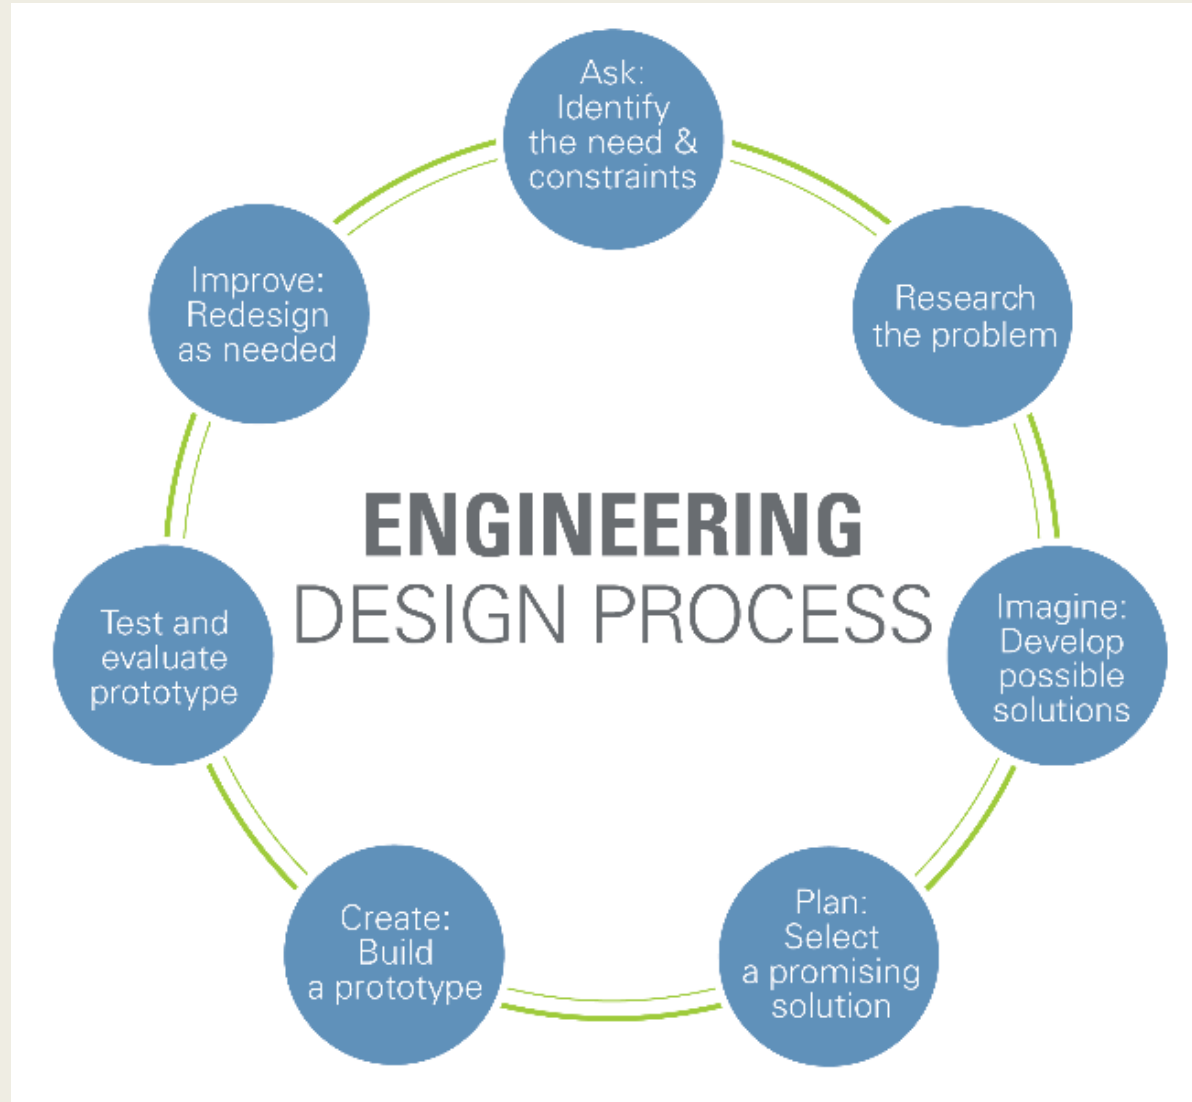 Ask:
Identify
the need &
constraints
Research
the problem
Imagine:
Develop
possible
solutions
Plan:
Select
a promising
solution
Create:
Build
a prototype
Test and
evaluate
prototype
Improve:
Redesign
as needed
ENGINEERING
DESIGN PROCESS